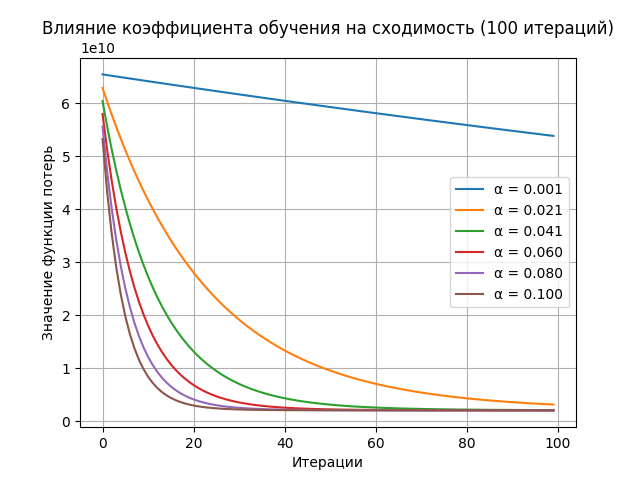 Влияние коэффициента обучения на сходимость (100 итераций)
1e10
6
5
4
3
2
1
0
Значение функции потерь
α = 0.001
α = 0.021
α = 0.041
α = 0.060
α = 0.080
α = 0.100
0 20 40 60 80 100
Итерации